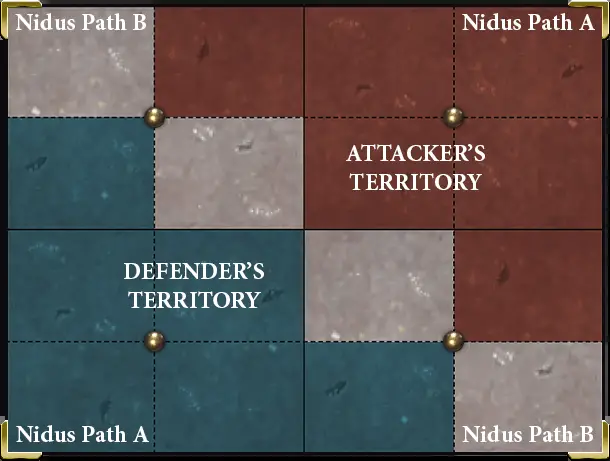 Nidus Path B
Nidus Path A
ATTACKER'S
TERRITORY
DEFENDER'S
TERRITORY
Nidus Path A
Nidus Path B